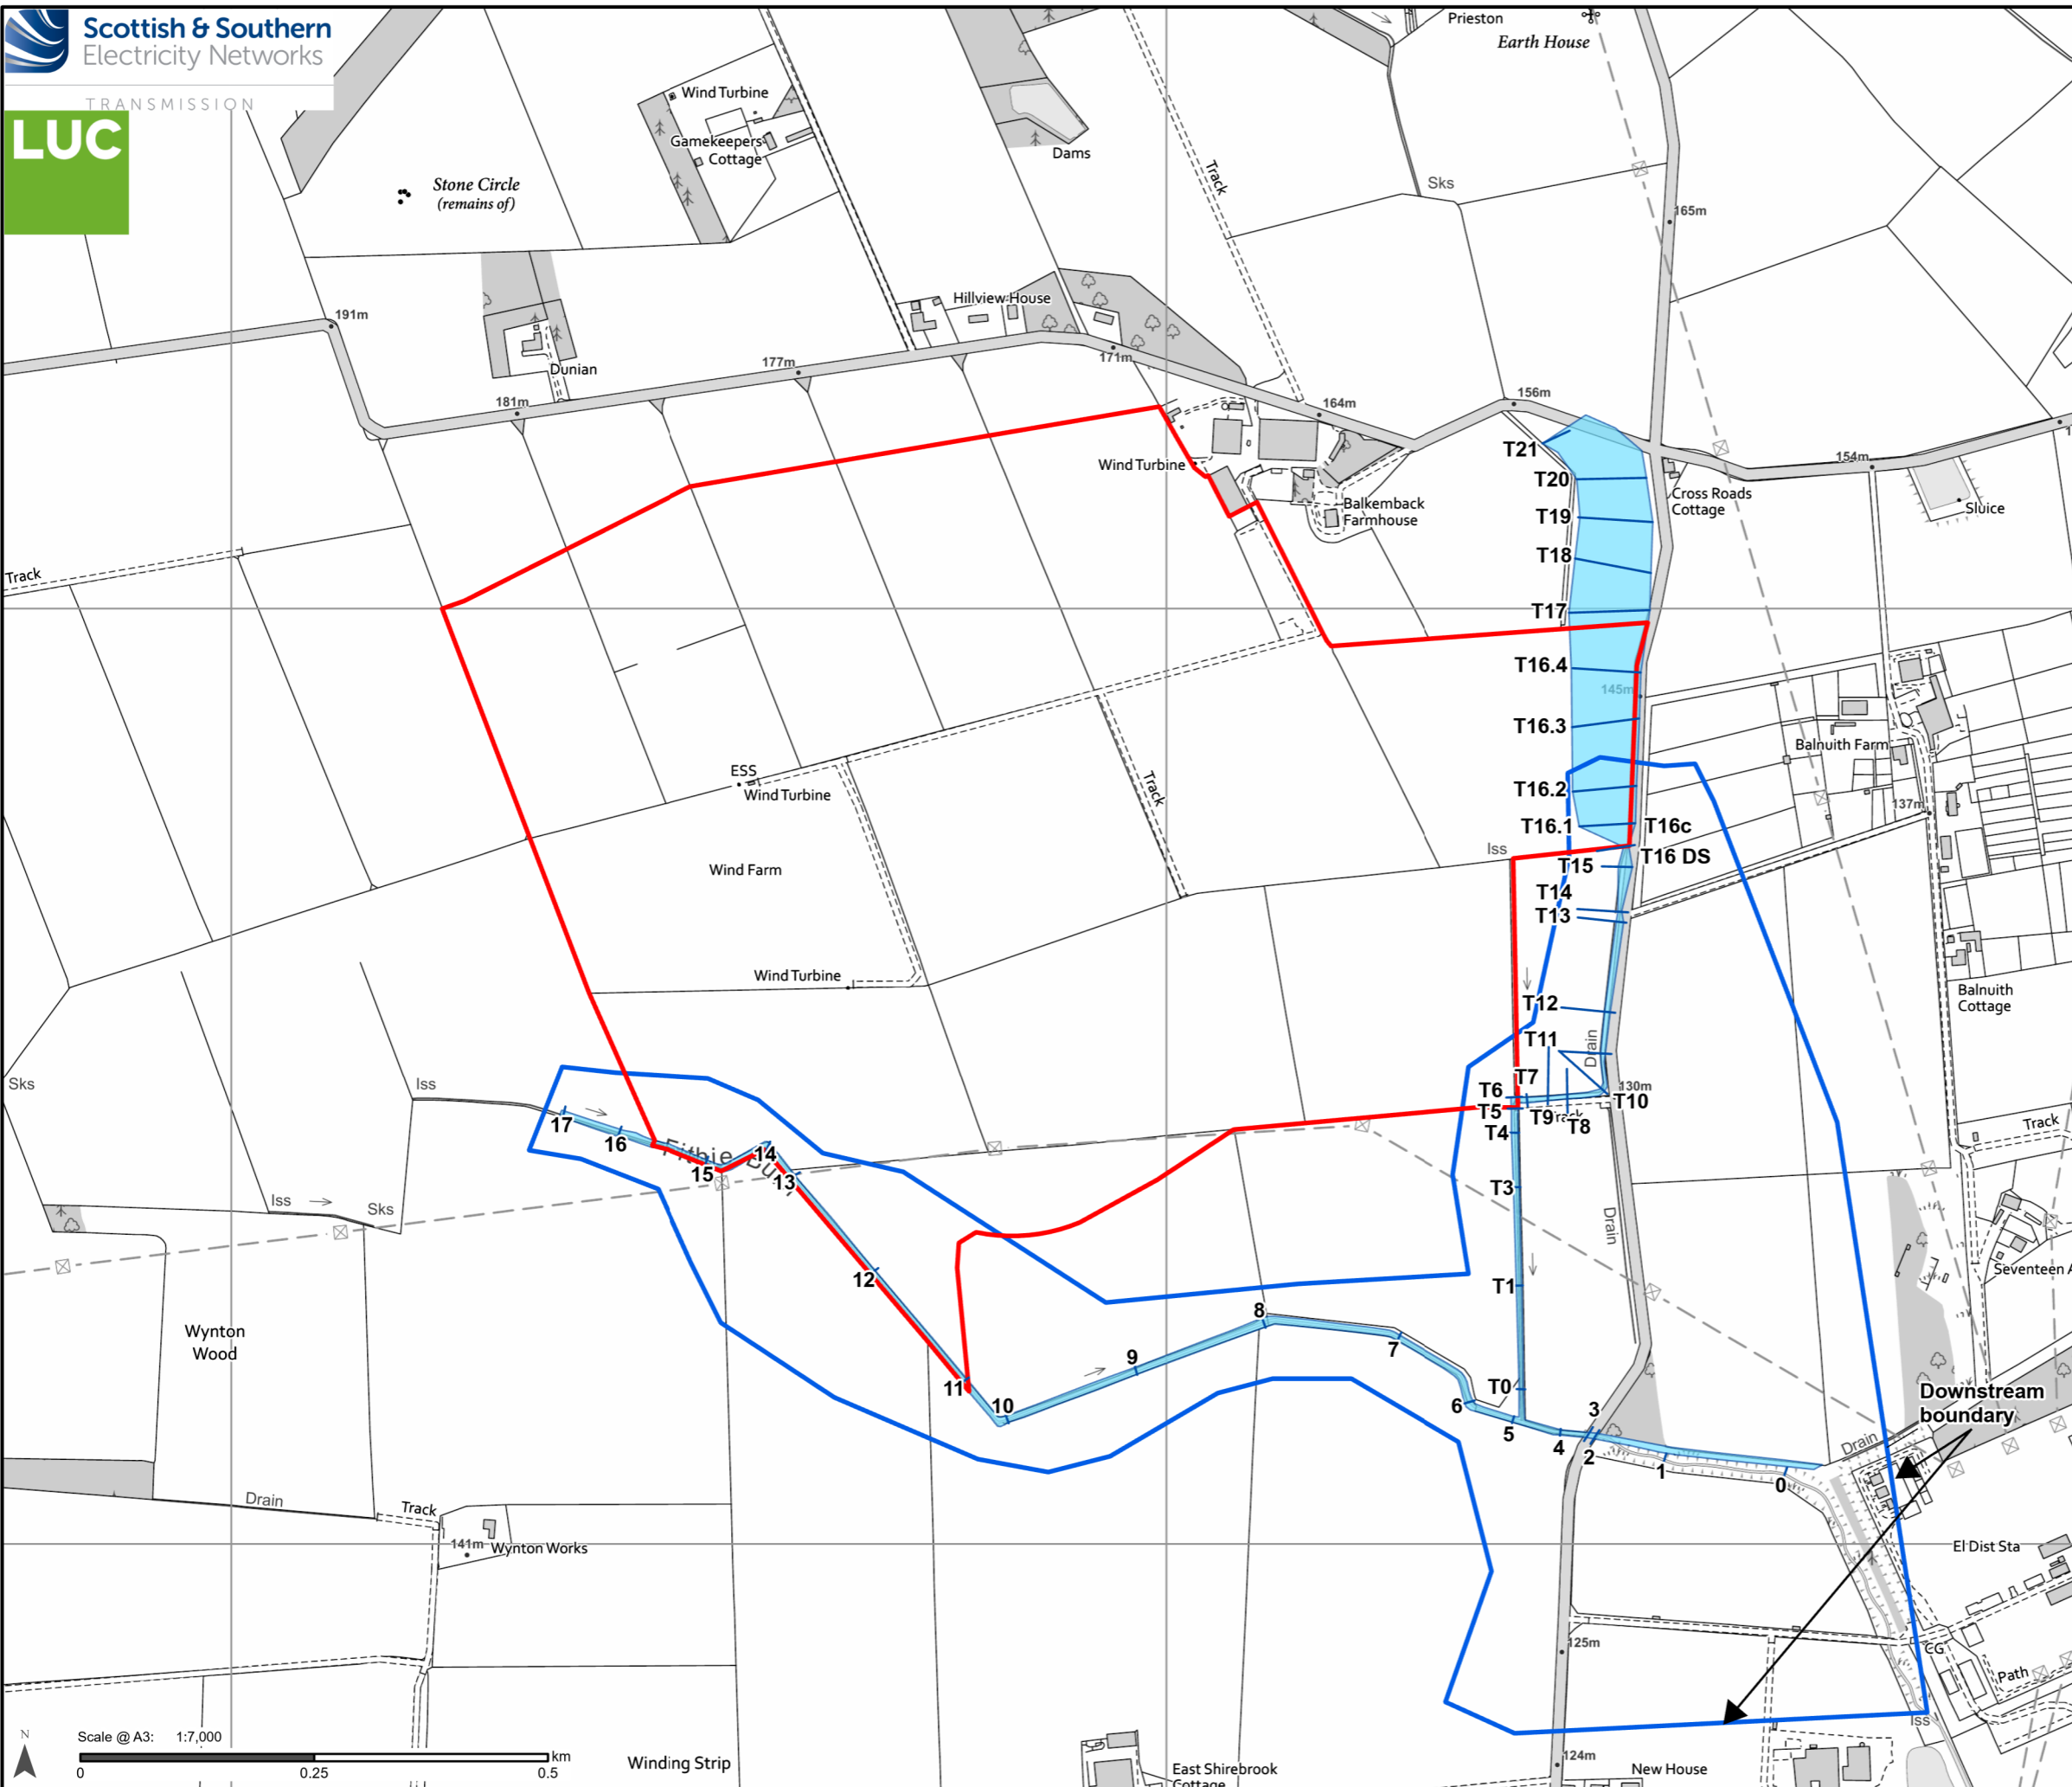 Scottish & Southern
Electricity Networks
TRANSMISSION
LUC
Prieston
Earth House
Wind Turbine
Gamekeepers
Cottage
Dams
Track
Sks
Stone Circle
(remains of)
165m
191m
Hillview House
Dunian
177m
171m
181m
164m
156m
T21
Wind Turbine
154m
T20
Cross Roads
Cottage
Balkemback
Farmhouse
Sluice
T19
T18
Track
T17
T16.4
145m
T16.3
Balnuith Farm
ESS
Wind Turbine
Track
T16.2
137m
T16.1
T16c
Iss
T16 DS
T15
Wind Farm
T14
T13
Wind Turbine
T12
Balnuith
Cottage
T11
Drain
Sks
Iss
T7
T6
130m
T10
T5
T9
T8
Track
T4
17
16
15
14
13
T3
Iss
Sks
Drain
12
T1
Seventeen A
Wynton
Wood
8
7
9
11
10
T0
6
5
4
3
2
1
0
Downstream
boundary
Drain
Drain
Track
141m
Wynton Works
El Dist Sta
125m
CG
Path
Iss
N
Scale @ A3: 1:7,000
km
0
0.25
0.5
Winding Strip
124m
East Shirebrook
Cottage
New House